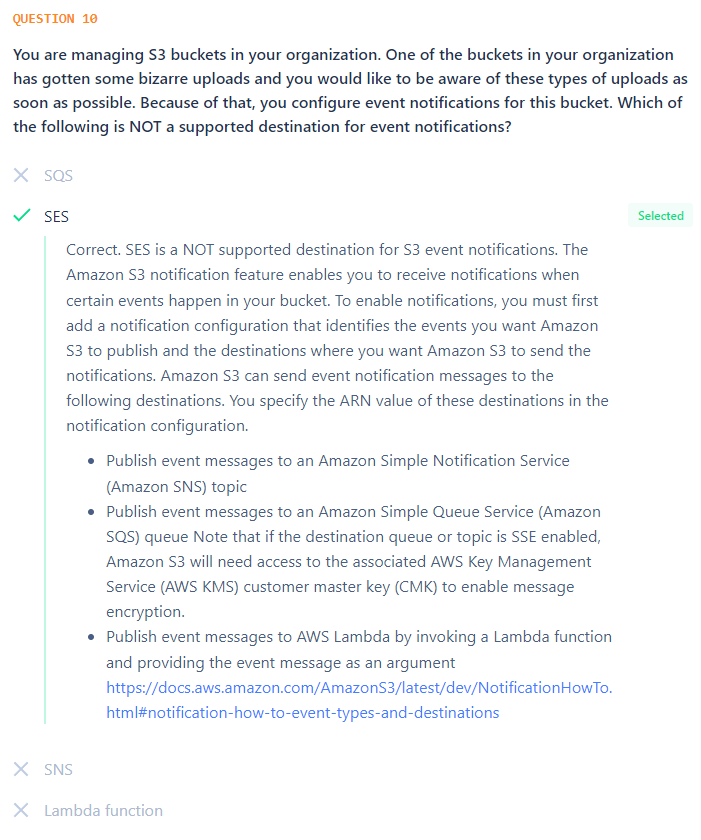 QUESTION 10
You are managing S3 buckets in your organization. One of the buckets in your organization
has gotten some bizarre uploads and you would like to be aware of these types of uploads as
soon as possible. Because of that, you configure event notifications for this bucket. Which of
the following is NOT a supported destination for event notifications?
SQS
SES
Selected
Correct. SES is a NOT supported destination for S3 event notifications. The
Amazon S3 notification feature enables you to receive notifications when
certain events happen in your bucket. To enable notifications, you must first
add a notification configuration that identifies the events you want Amazon
S3 to publish and the destinations where you want Amazon S3 to send the
notifications. Amazon S3 can send event notification messages to the
following destinations. You specify the ARN value of these destinations in the
notification configuration.
• Publish event messages to an Amazon Simple Notification Service
(Amazon SNS) topic
• Publish event messages to an Amazon Simple Queue Service (Amazon
SQS) queue Note that if the destination queue or topic is SSE enabled,
Amazon S3 will need access to the associated AWS Key Management
Service (AWS KMS) customer master key (CMK) to enable message
encryption.
• Publish event messages to AWS Lambda by invoking a Lambda function
and providing the event message as an argument
https://docs.aws.amazon.com/AmazonS3/latest/dev/NotificationHowTo.
html#notification-how-to-event-types-and-destinations
SNS
Lambda function